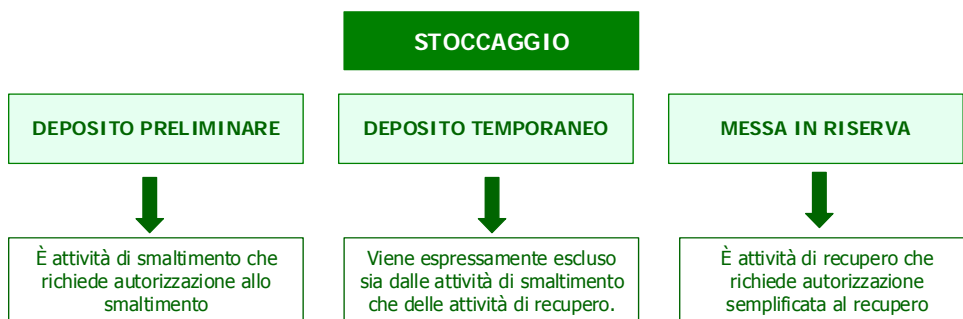 STOCCAGGIO
DEPOSITO PRELIMINARE
DEPOSITO TEMPORANEO
MESSA IN RISERVA
È attività di smaltimento che
richiede autorizzazione allo
smaltimento
Viene espressamente escluso
sia dalle attività di smaltimento
che delle attività di recupero.
È attività di recupero che
richiede autorizzazione
semplificata al recupero